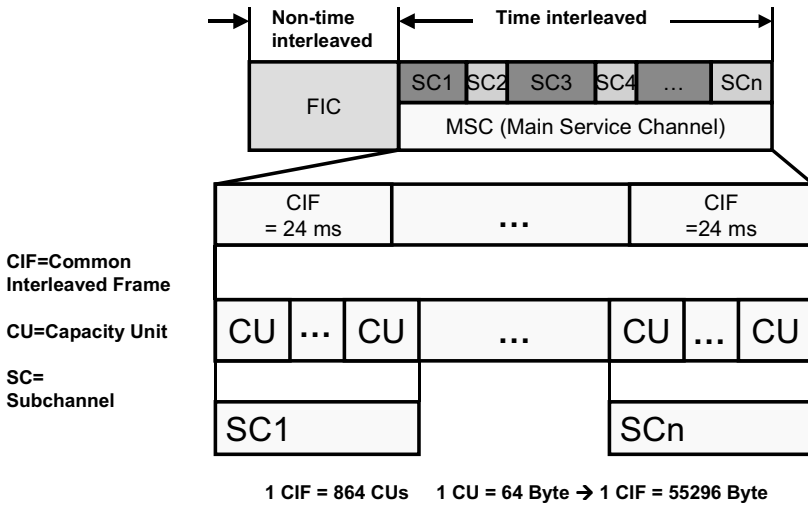 Non-time
interleaved
Time interleaved
FIC
SC1 SC2 SC3 SC4 ... SCn
MSC (Main Service Channel)
CIF
= 24 ms
...
CIF
=24 ms
CIF=Common
Interleaved Frame
CU=Capacity Unit
CU ... CU ... CU ... CU
SC=
Subchannel
SC1 SCn
1 CIF = 864 CUs 1 CU = 64 Byte → 1 CIF = 55296 Byte